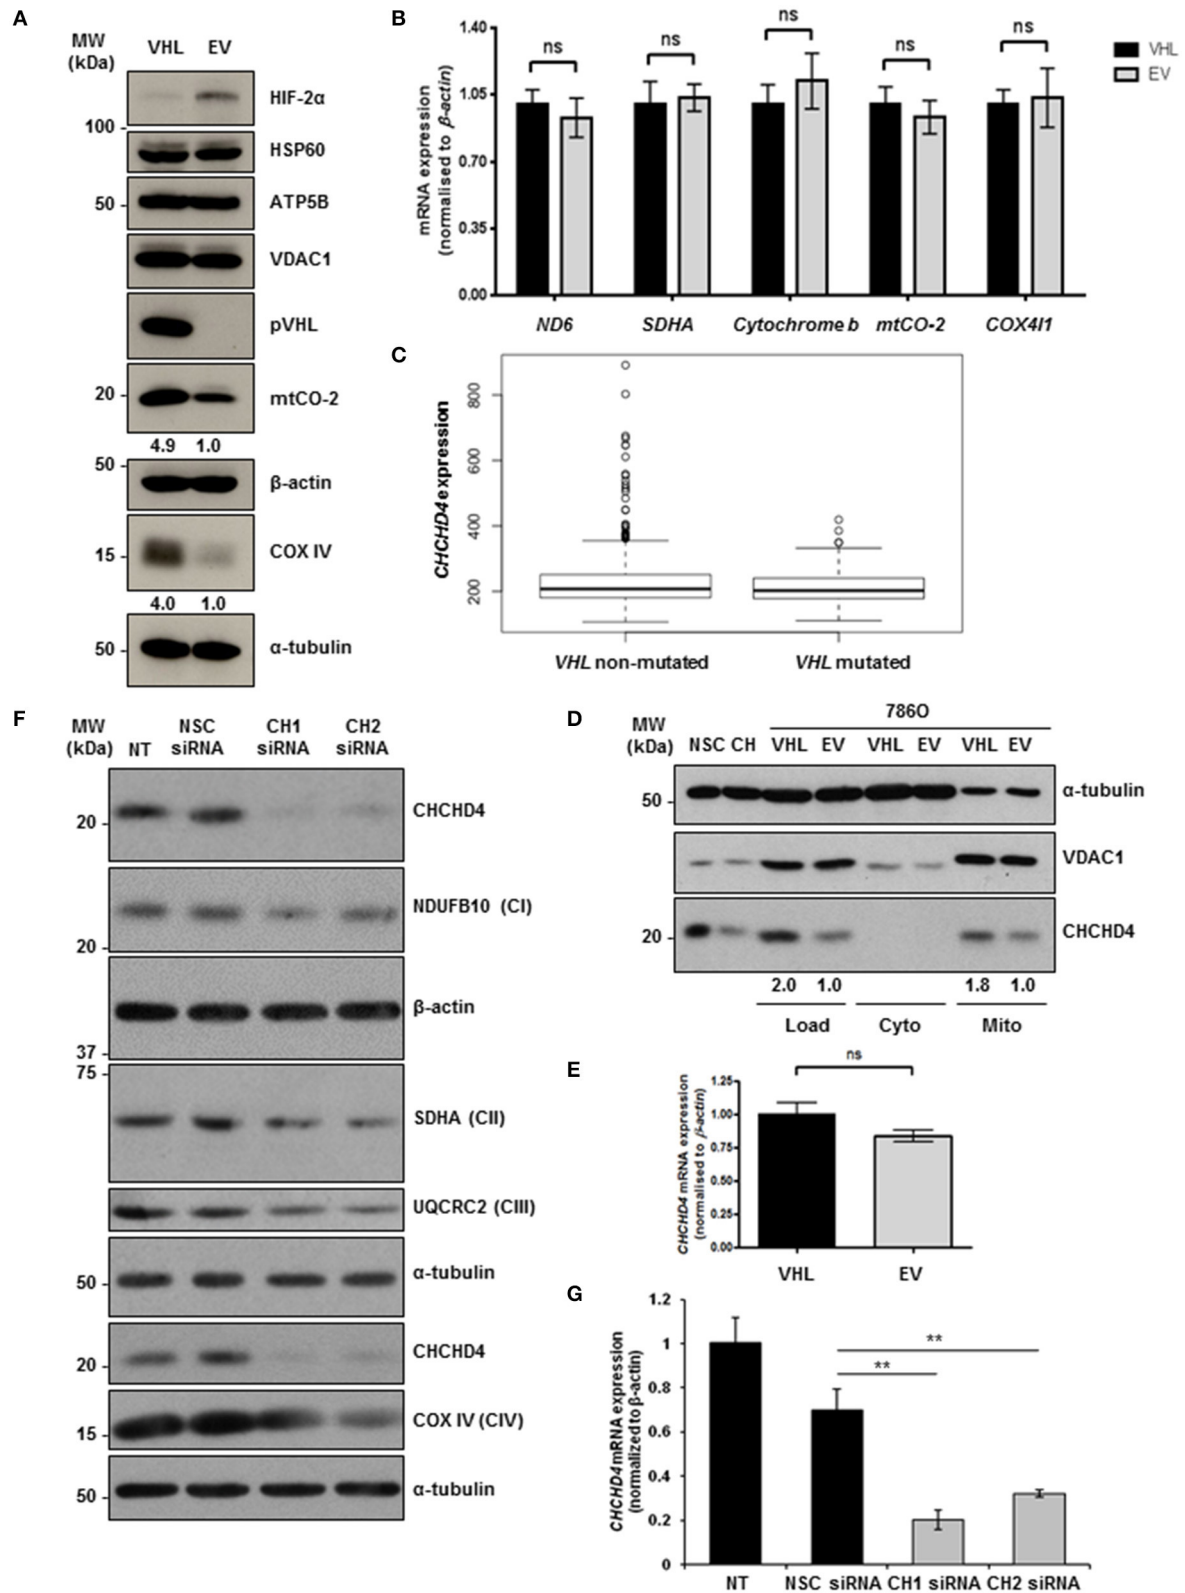 A
MW
(kDa)
VHL EV
HIF-2α
100
HSP60
50
ATP5B
VDAC1
pVHL
20
mtCO-2
4.9 1.0
50
β-actin
15
COX IV
4.0 1.0
50
α-tubulin
B
mRNA expression
(normalised to β-actin)
1.40
1.05
0.70
0.35
0.00
ns ns ns ns ns
VHL
EV
ND6 SDHA Cytochrome b mtCO-2 COX4I1
C
CHCHD4 expression
800
600
400
200
VHL non-mutated VHL mutated
F
MW
(kDa)
NT
NSC
siRNA
CH1
siRNA
CH2
siRNA
CHCHD4
20
NDUFB10 (CI)
20
β-actin
37
75
SDHA (CII)
UQCRC2 (CIII)
50
α-tubulin
CHCHD4
20
COX IV (CIV)
15
α-tubulin
50
D
MW
(kDa)
786O
NSC CH VHL EV VHL EV VHL EV
50
α-tubulin
VDAC1
20
CHCHD4
2.0 1.0 1.8 1.0
Load Cyto Mito
E
CHCHD4 mRNA expression
(normalised to β-actin)
1.25
1.00
0.75
0.50
0.25
0.00
ns
VHL EV
G
CHCHD4 mRNA expression
(normalized to β-actin)
1.2
1
0.8
0.6
0.4
0.2
0
**
**
NT NSC siRNA CH1 siRNA CH2 siRNA